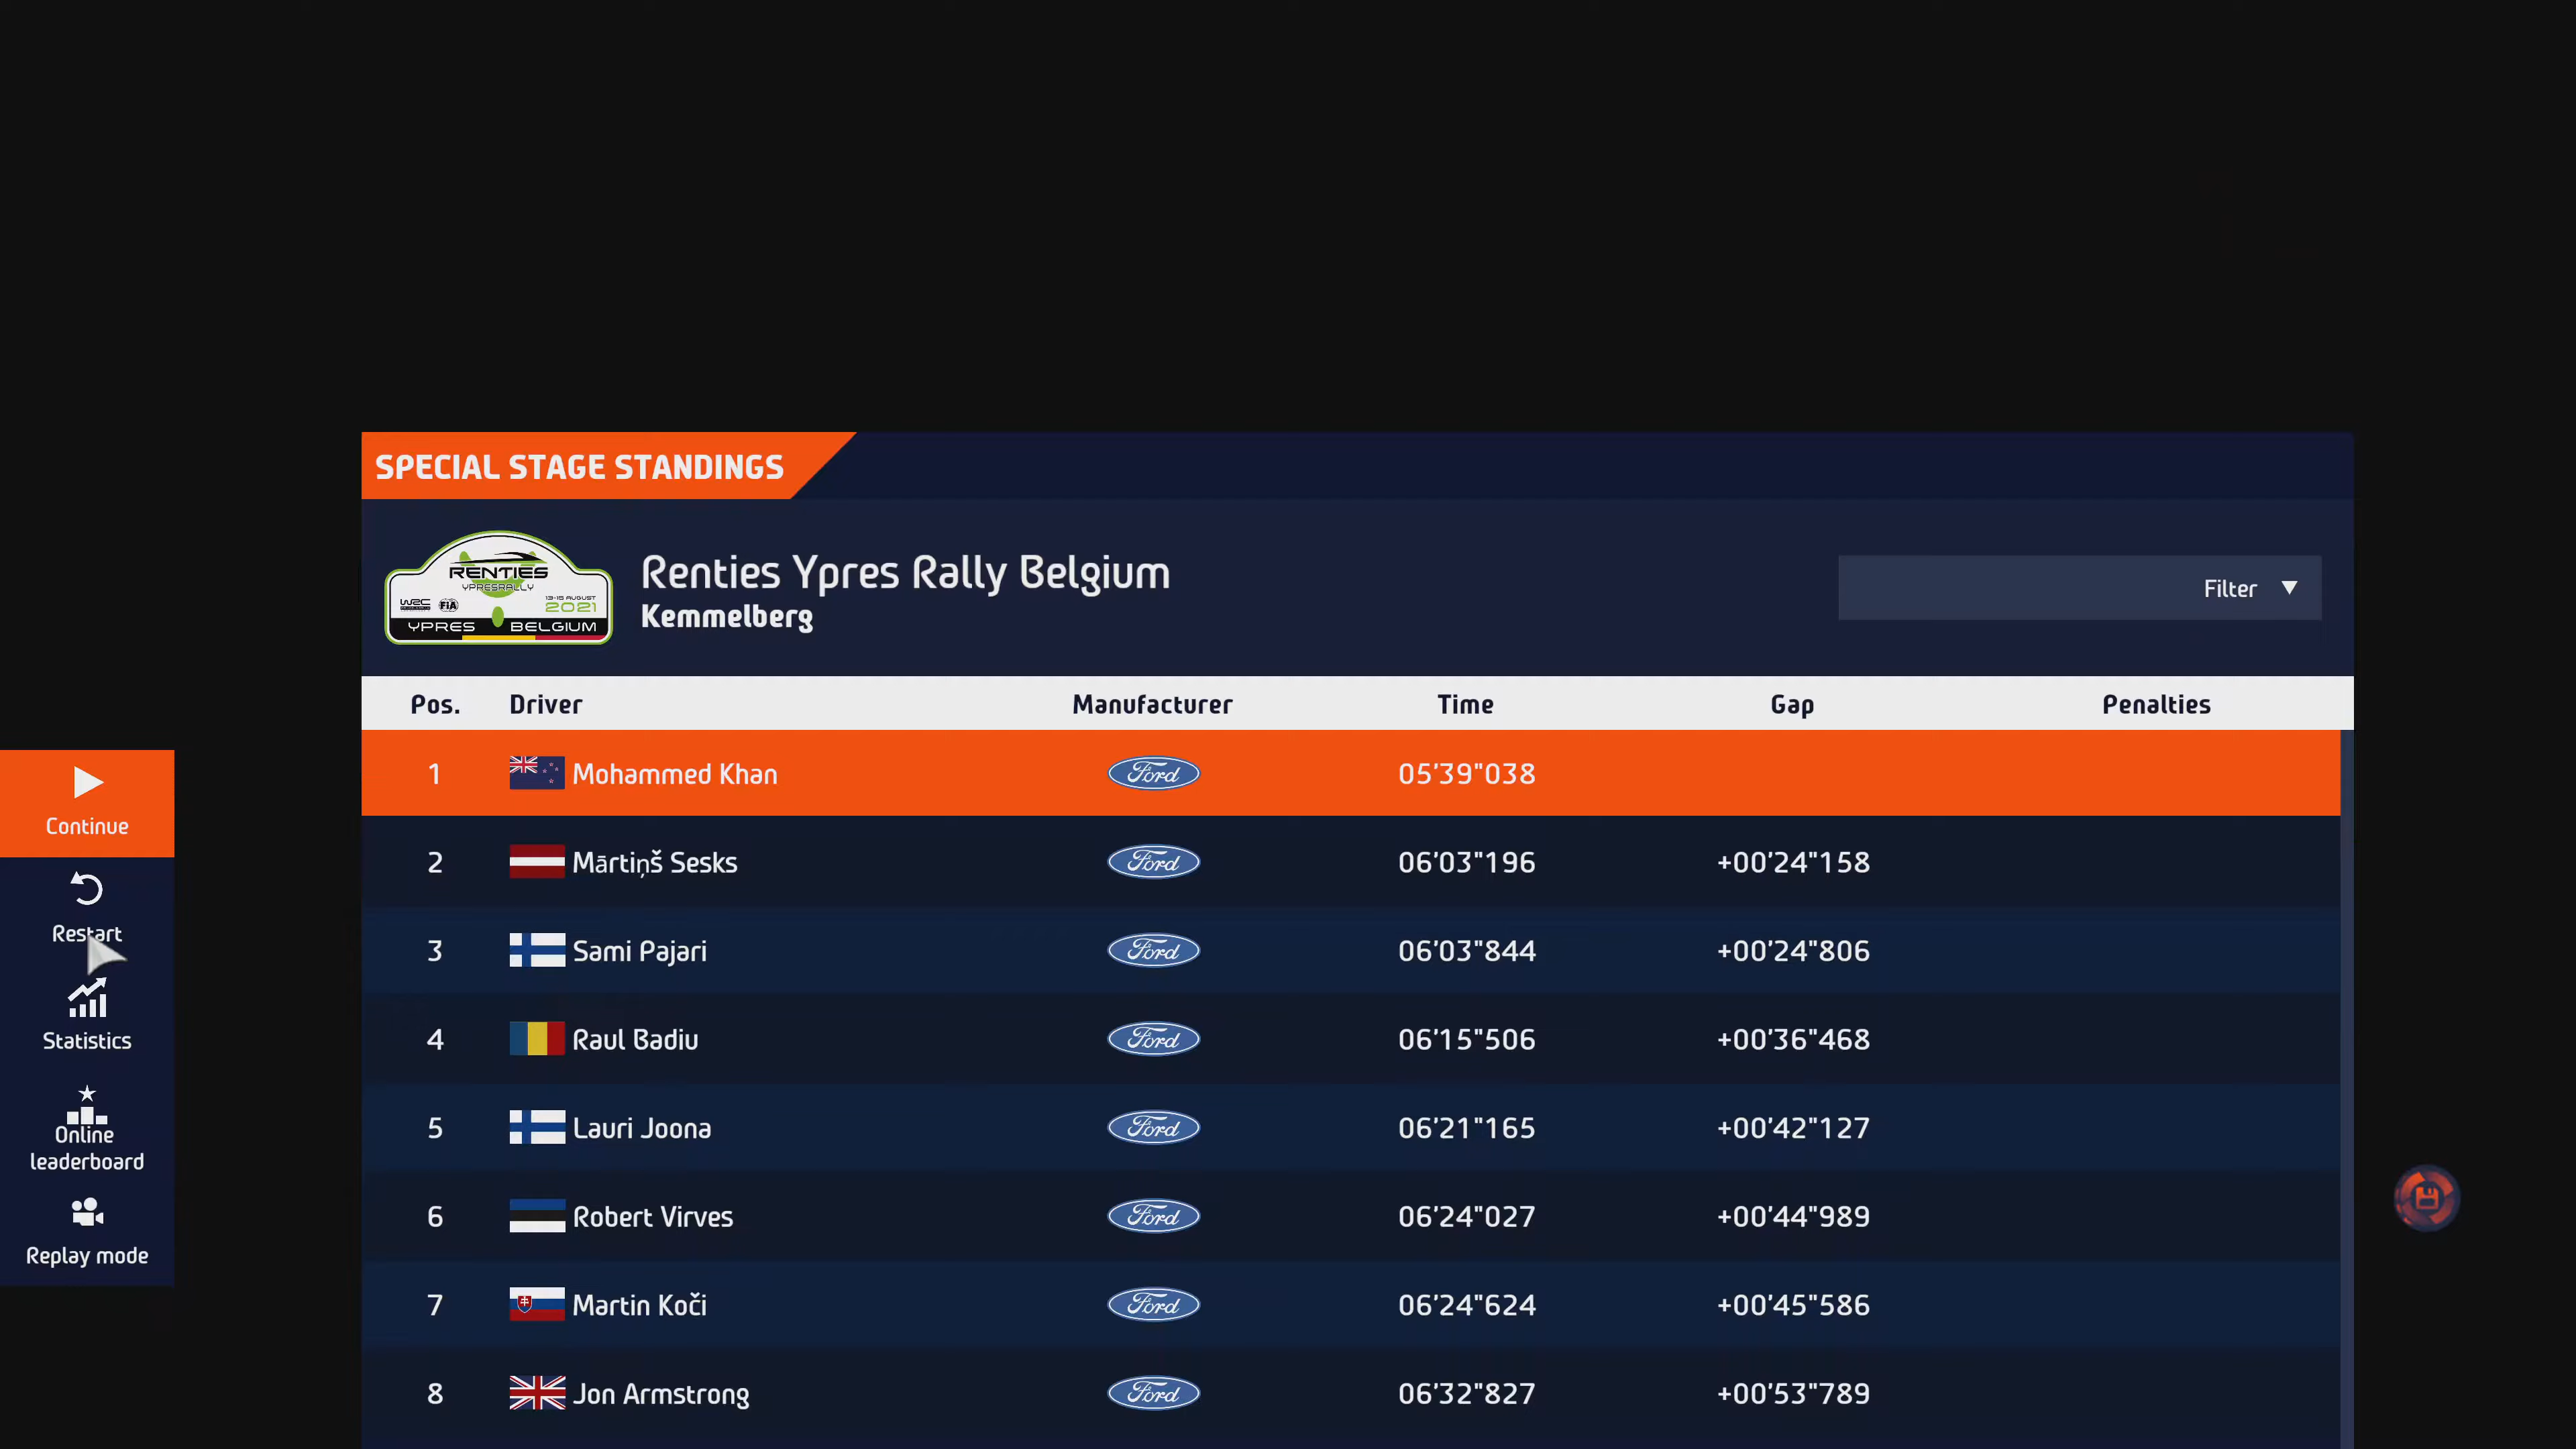 SPECIAL STAGE STANDINGS
RENTIES
YPRESRALLY
WRC FIA 13-15 AUGUST
2021
YPRES BELGIUM
Renties Ypres Rally Belgium
Kemmelberg
Filter
Pos. Driver Manufacturer Time Gap Penalties
1 Mohammed Khan Ford 05'39"038
2 Mārtiņš Sesks Ford 06'03"196 +00'24"158
3 Sami Pajari Ford 06'03"844 +00'24"806
4 Raul Badiu Ford 06'15"506 +00'36"468
5 Lauri Joona Ford 06'21"165 +00'42"127
6 Robert Virves Ford 06'24"027 +00'44"989
7 Martin Koči Ford 06'24"624 +00'45"586
8 Jon Armstrong Ford 06'32"827 +00'53"789
Continue
Restart
Statistics
Online
leaderboard
Replay mode